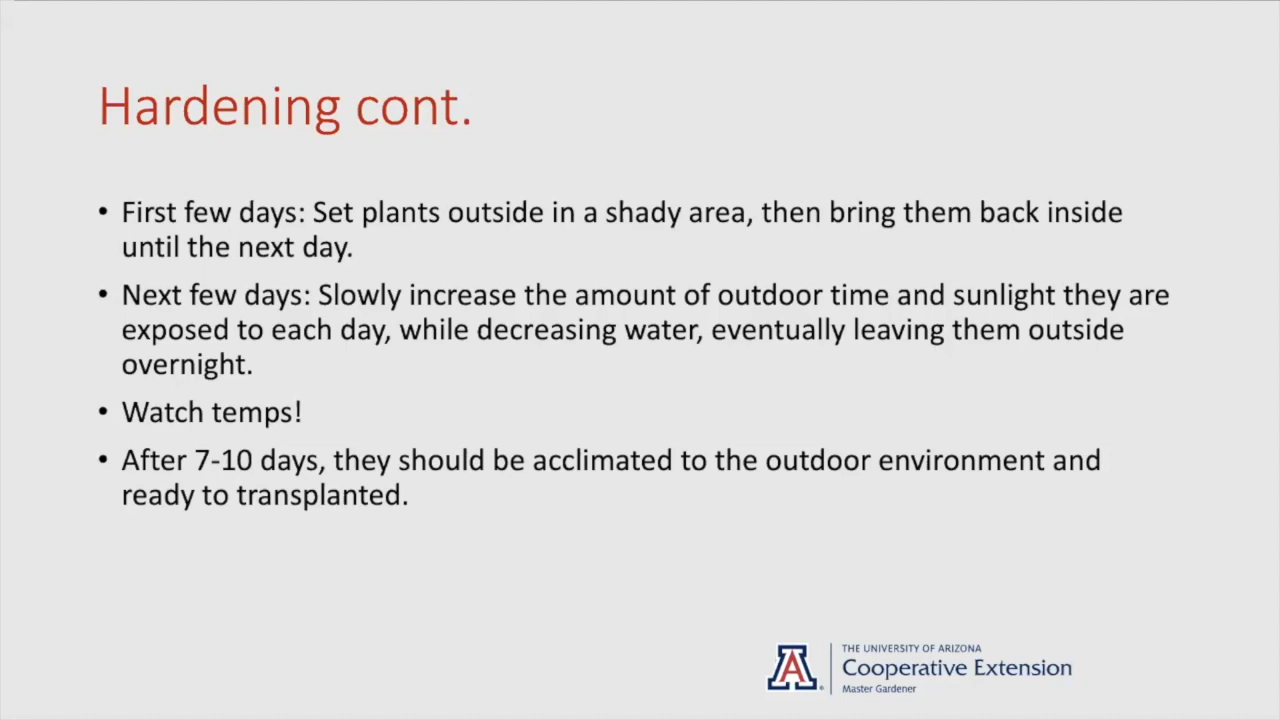 Hardening cont.
• First few days: Set plants outside in a shady area, then bring them back inside
until the next day.
• Next few days: Slowly increase the amount of outdoor time and sunlight they are
exposed to each day, while decreasing water, eventually leaving them outside
overnight.
• Watch temps!
• After 7-10 days, they should be acclimated to the outdoor environment and
ready to transplanted.
A
THE UNIVERSITY OF ARIZONA
Cooperative Extension
Master Gardener